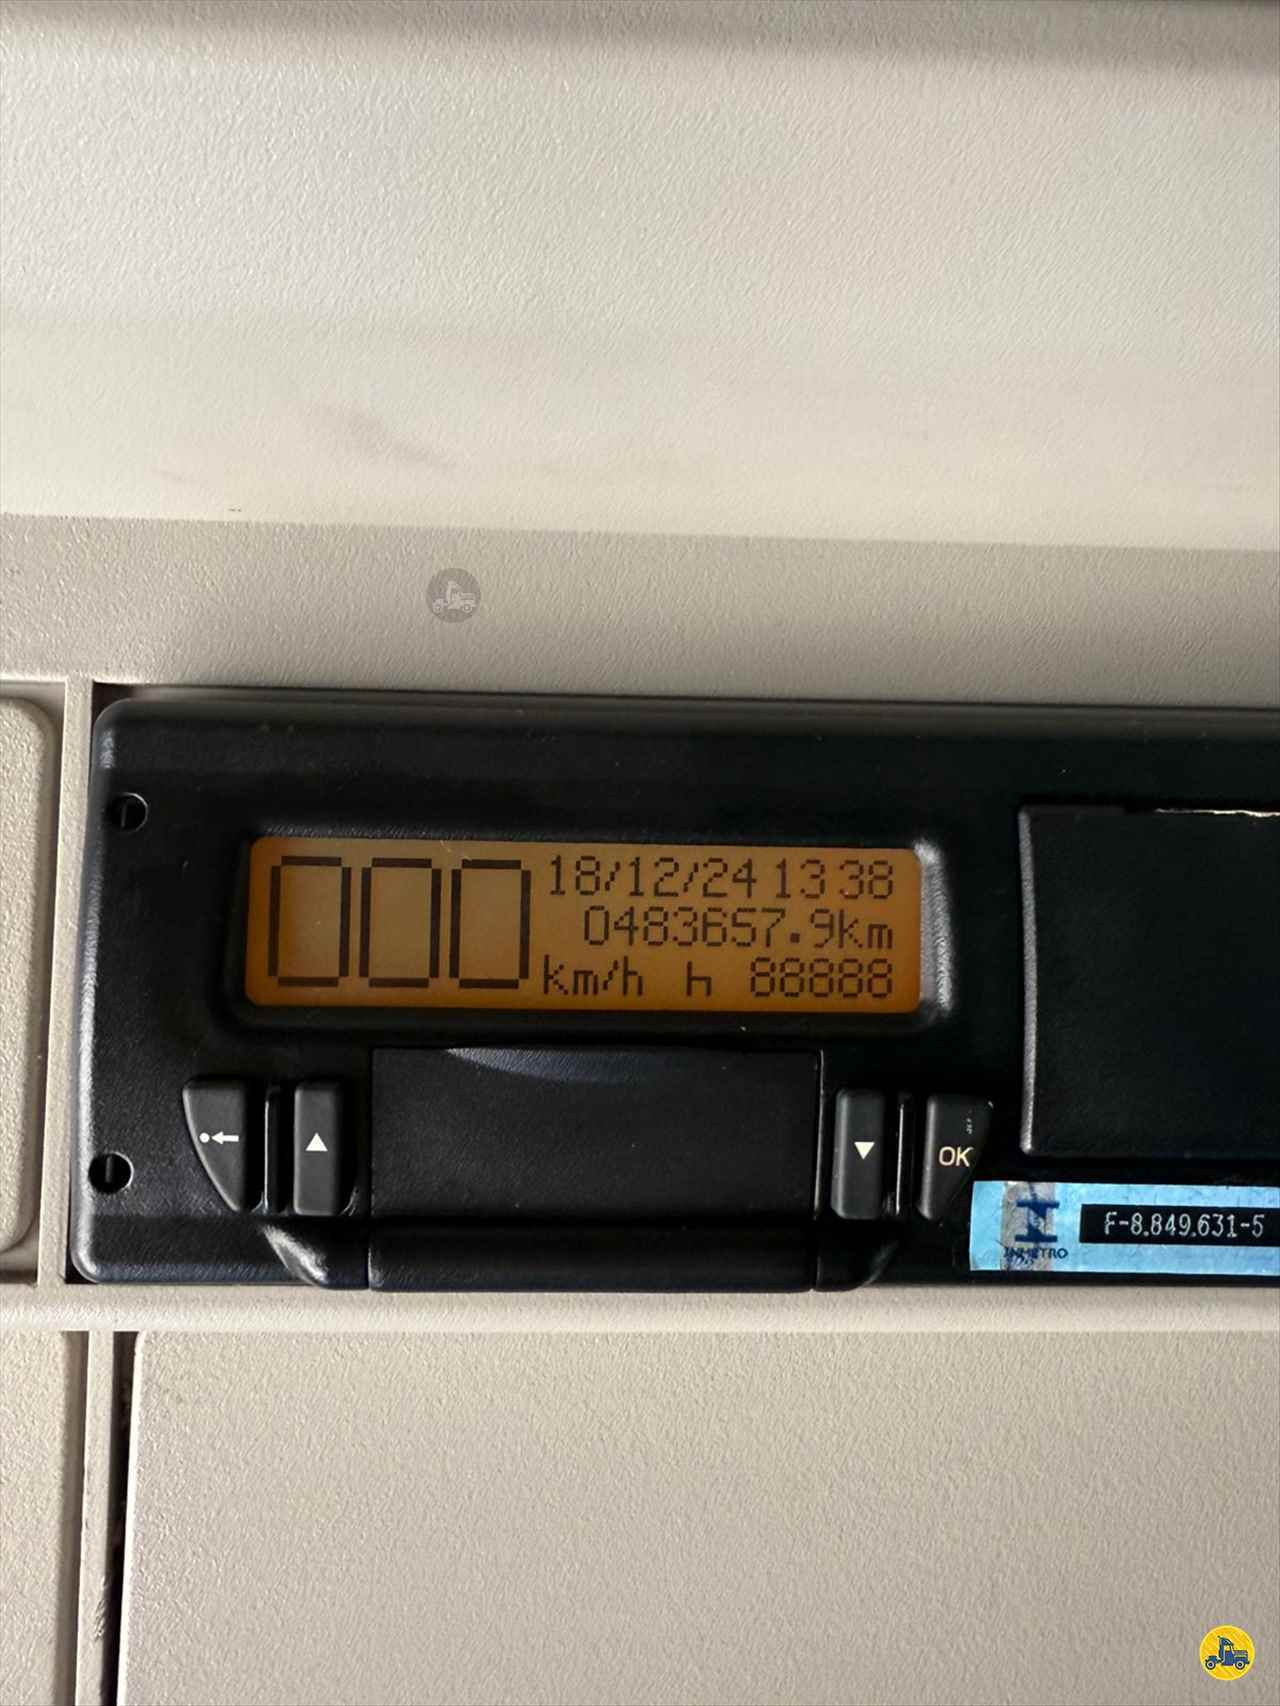 000 18/12/24 13 38
0483657.9km
km/h h 88888
OK
INMETRO
F-8.849.631-5